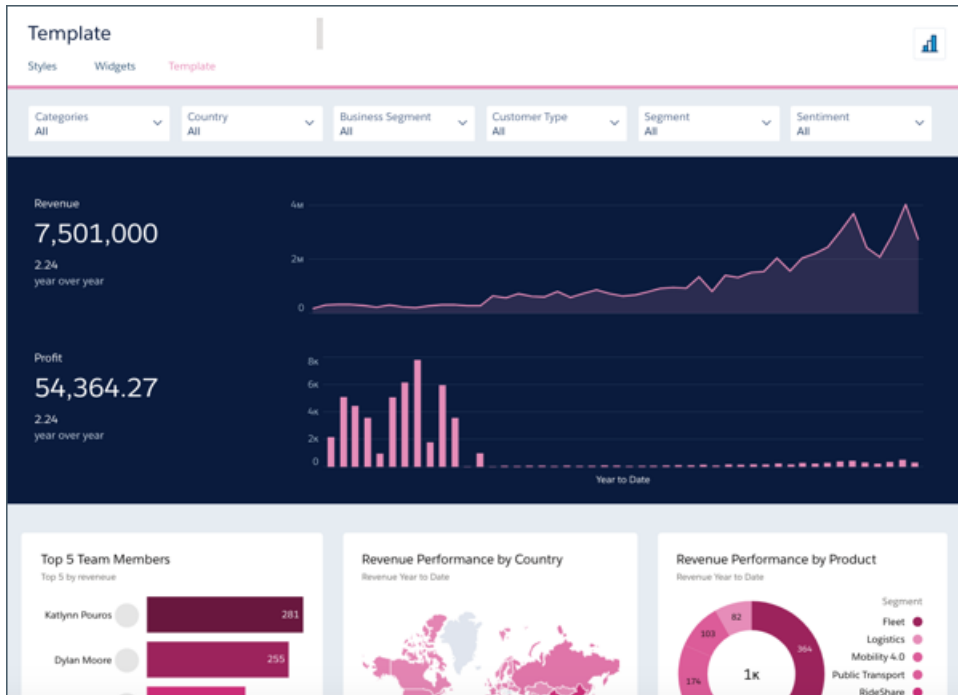 Template
Styles Widgets Template
Categories Country Business Segment Customer Type Segment Sentiment
All All All All All All
Revenue
7,501,000
2.24
year over year
4M
2M
0
Profit
54,364.27
2.24
year over year
8K
6K
4K
2K
0
Year to Date
Top 5 Team Members
Top 5 by reveneue
Katlynn Pouros 281
Dylan Moore 255
Revenue Performance by Country
Revenue Year to Date
Revenue Performance by Product
Revenue Year to Date
82
103
364
174
1K
Segment
Fleet
Logistics
Mobility 4.0
Public Transport
RideShare